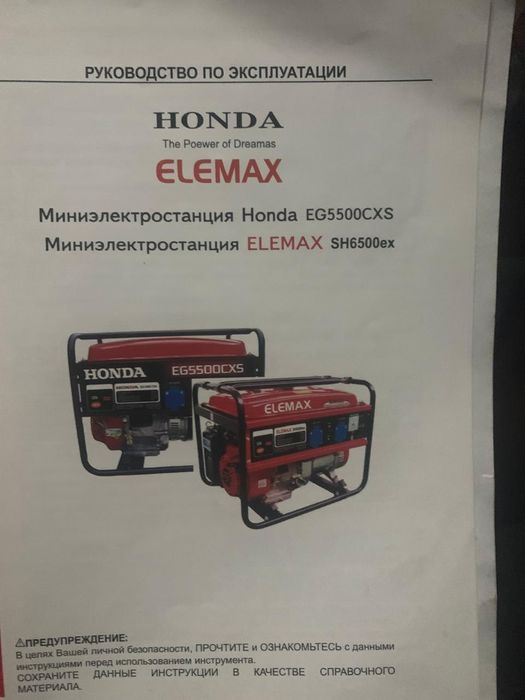 РУКОВОДСТВО ПО ЭКСПЛУАТАЦИИ
HONDA
The Poewer of Dreamas
ELEMAX
Миниэлектростанция Honda EG5500CXS
Миниэлектростанция ELEMAX SH6500ex
HONDA EG5500CXS
ELEMAX
⚠ПРЕДУПРЕЖДЕНИЕ:
В целях Вашей личной безопасности, ПРОЧТИТЕ и ОЗНАКОМЬТЕСЬ с данными
инструкциями перед использованием инструмента.
СОХРАНИТЕ ДАННЫЕ ИНСТРУКЦИИ В КАЧЕСТВЕ СПРАВОЧНОГО
МАТЕРИАЛА.